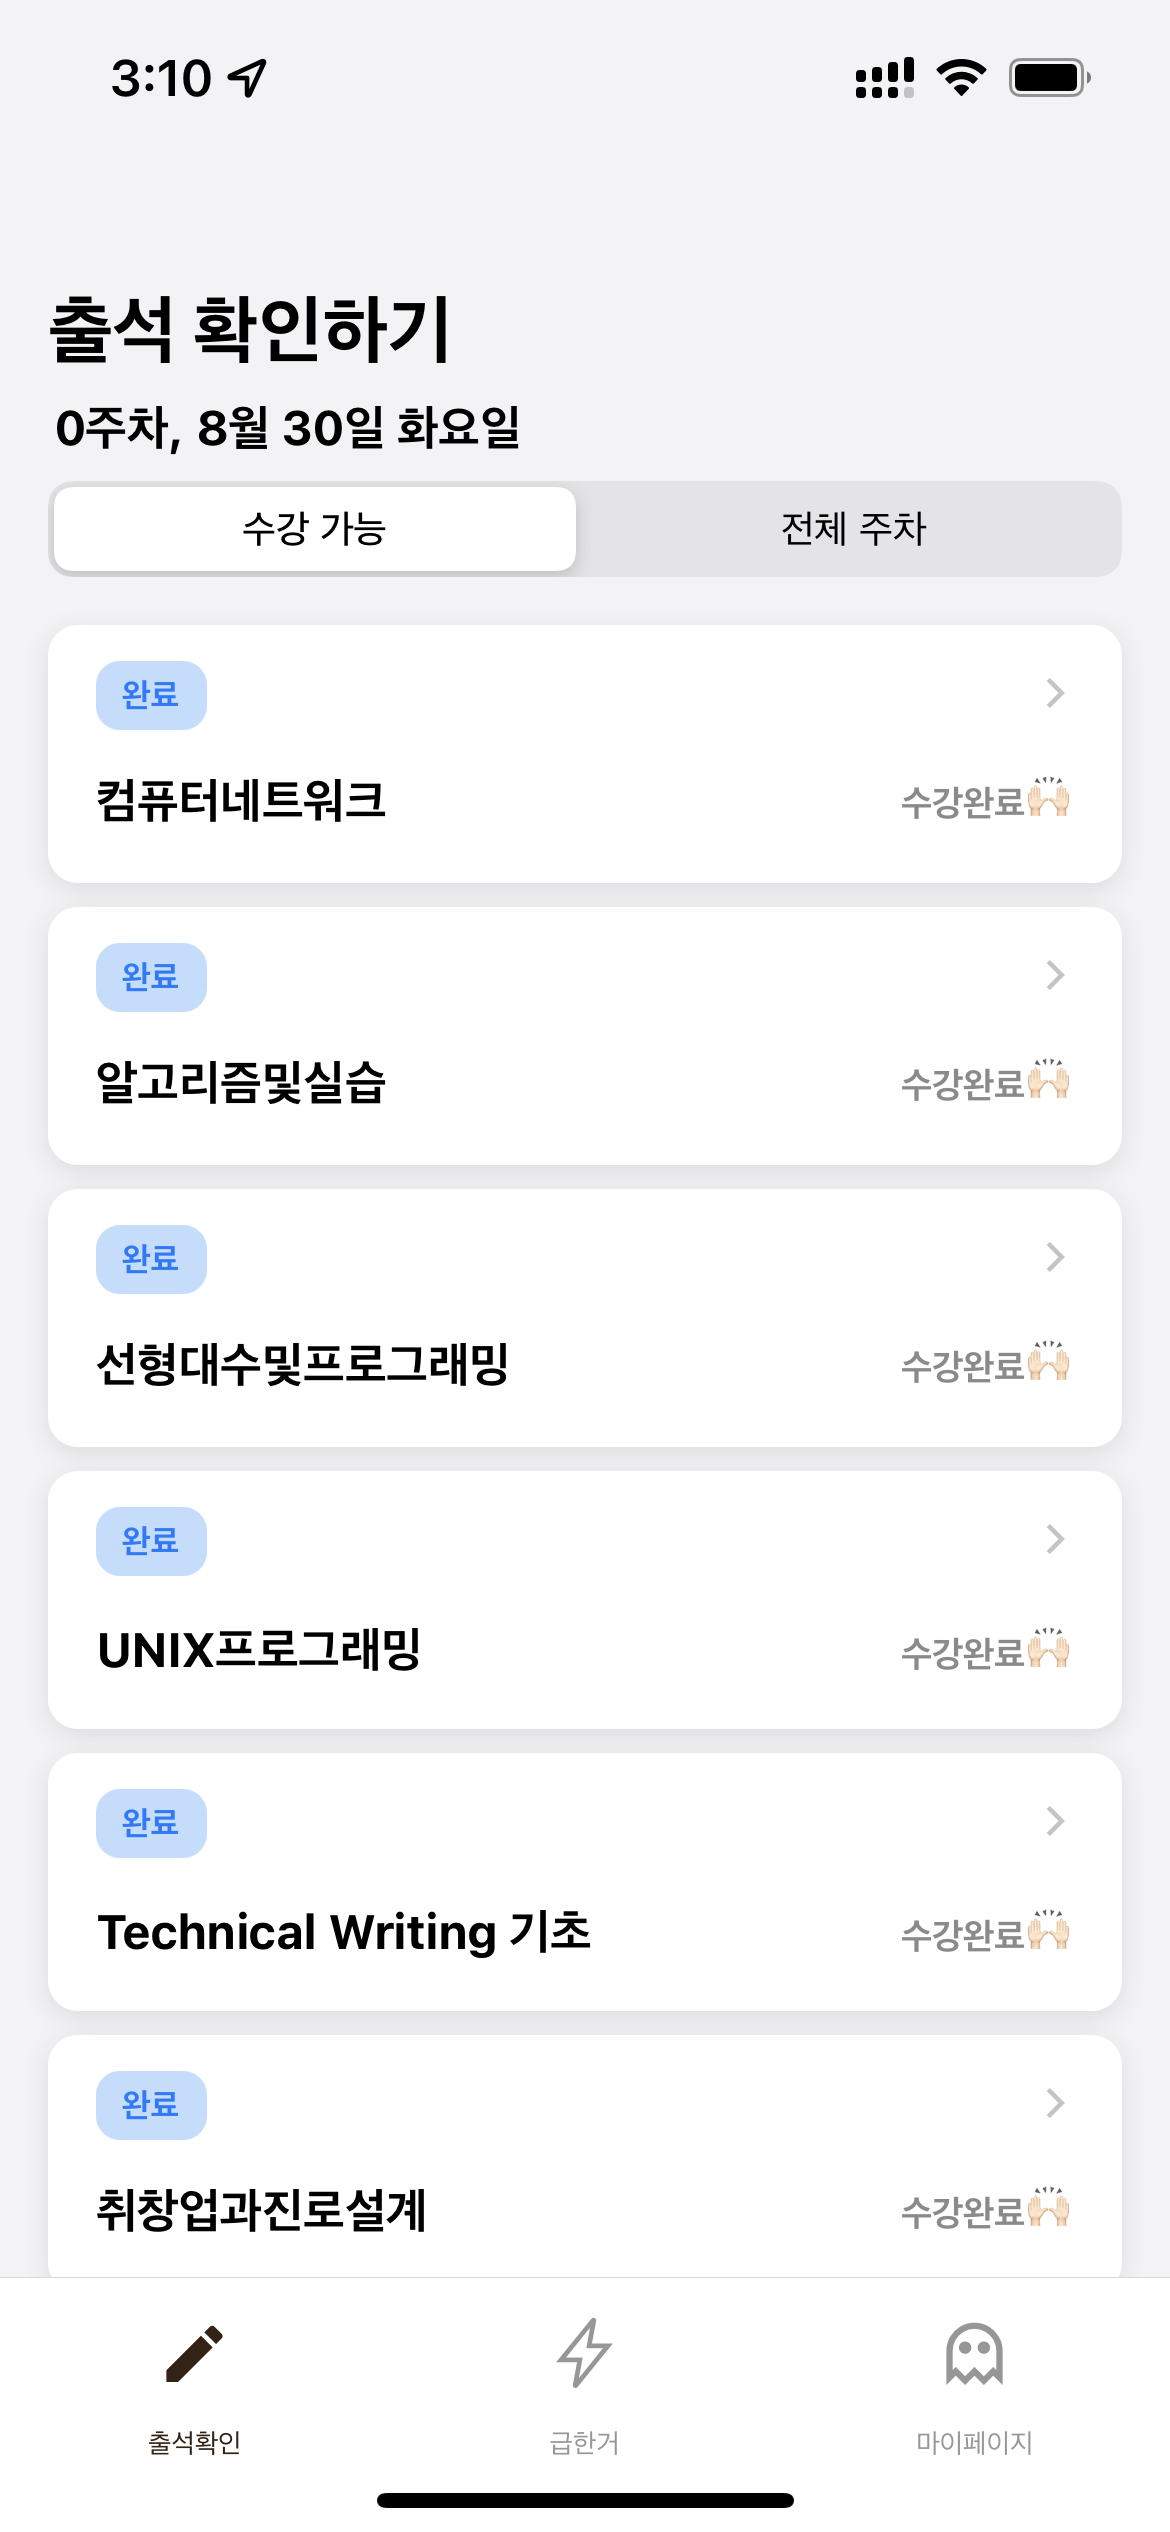 3:10
출석 확인하기
0주차, 8월 30일 화요일
수강 가능 전체 주차
완료
컴퓨터네트워크 수강완료🙌🏻
완료
알고리즘및실습 수강완료🙌🏻
완료
선형대수및프로그래밍 수강완료🙌🏻
완료
UNIX프로그래밍 수강완료🙌🏻
완료
Technical Writing 기초 수강완료🙌🏻
완료
취창업과진로설계 수강완료🙌🏻
출석확인 급한거 마이페이지